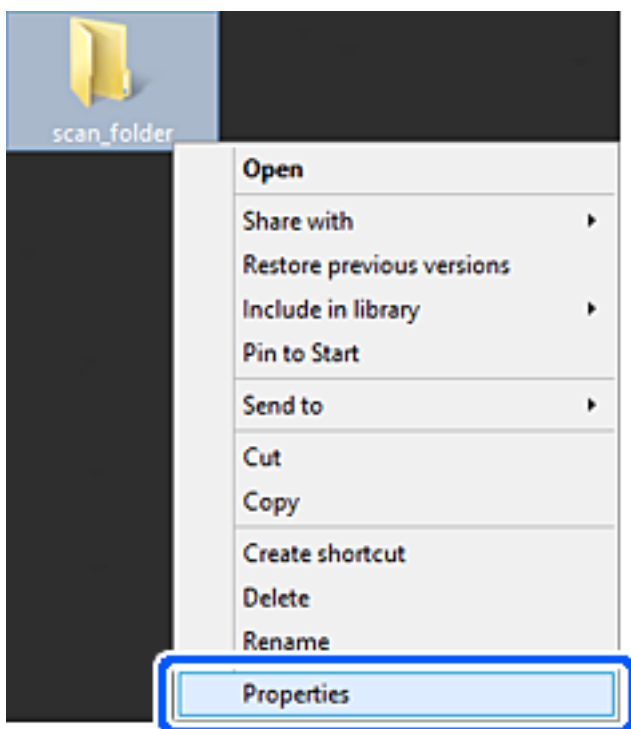 scan_folder
Open
Share with
Restore previous versions
Include in library
Pin to Start
Send to
Cut
Copy
Create shortcut
Delete
Rename
Properties